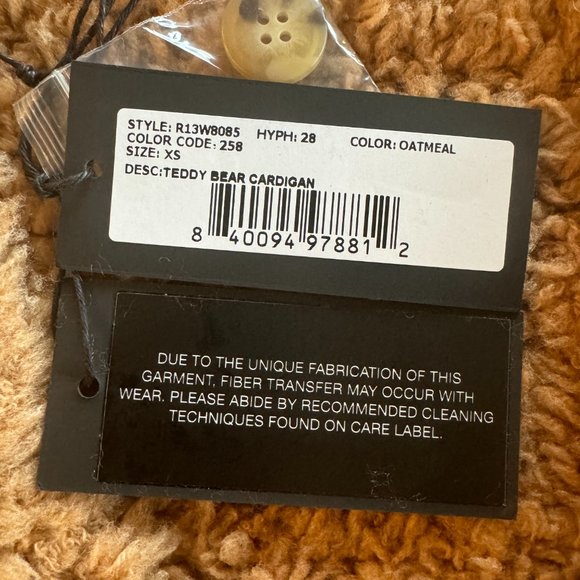 STYLE: R13W8085 HYPH: 28 COLOR: OATMEAL
COLOR CODE: 258
SIZE: XS
DESC:TEDDY BEAR CARDIGAN
8 40094 97881 2
DUE TO THE UNIQUE FABRICATION OF THIS
GARMENT, FIBER TRANSFER MAY OCCUR WITH
WEAR. PLEASE ABIDE BY RECOMMENDED CLEANING
TECHNIQUES FOUND ON CARE LABEL.